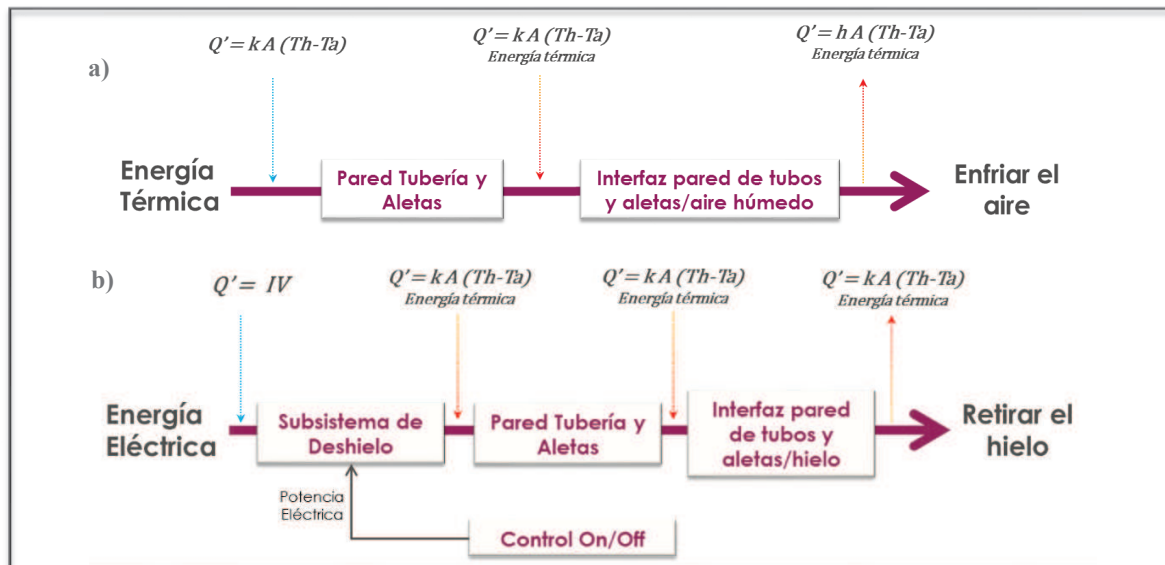 a)
Q' = k A (Th-Ta)
Q' = k A (Th-Ta)
Energía térmica
Q' = h A (Th-Ta)
Energía térmica
Energía
Térmica
Pared Tubería y
Aletas
Interfaz pared de tubos
y aletas/aire húmedo
Enfriar el
aire
b)
Q' = IV
Q' = k A (Th-Ta)
Energía térmica
Q' = k A (Th-Ta)
Energía térmica
Q' = k A (Th-Ta)
Energía térmica
Energía
Eléctrica
Subsistema de
Deshielo
Pared Tubería y
Aletas
Interfaz pared
de tubos y
aletas/hielo
Retirar el
hielo
Potencia
Eléctrica
Control On/Off